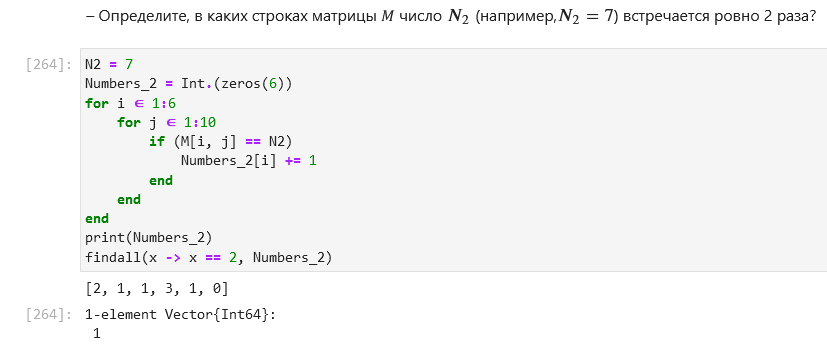 – Определите, в каких строках матрицы M число N₂ (например,N₂ = 7) встречается ровно 2 раза?
[264]: N2 = 7
Numbers_2 = Int.(zeros(6))
for i ∈ 1:6
    for j ∈ 1:10
        if (M[i, j] == N2)
            Numbers_2[i] += 1
        end
    end
end
print(Numbers_2)
findall(x -> x == 2, Numbers_2)
[2, 1, 1, 3, 1, 0]
[264]: 1-element Vector{Int64}:
 1